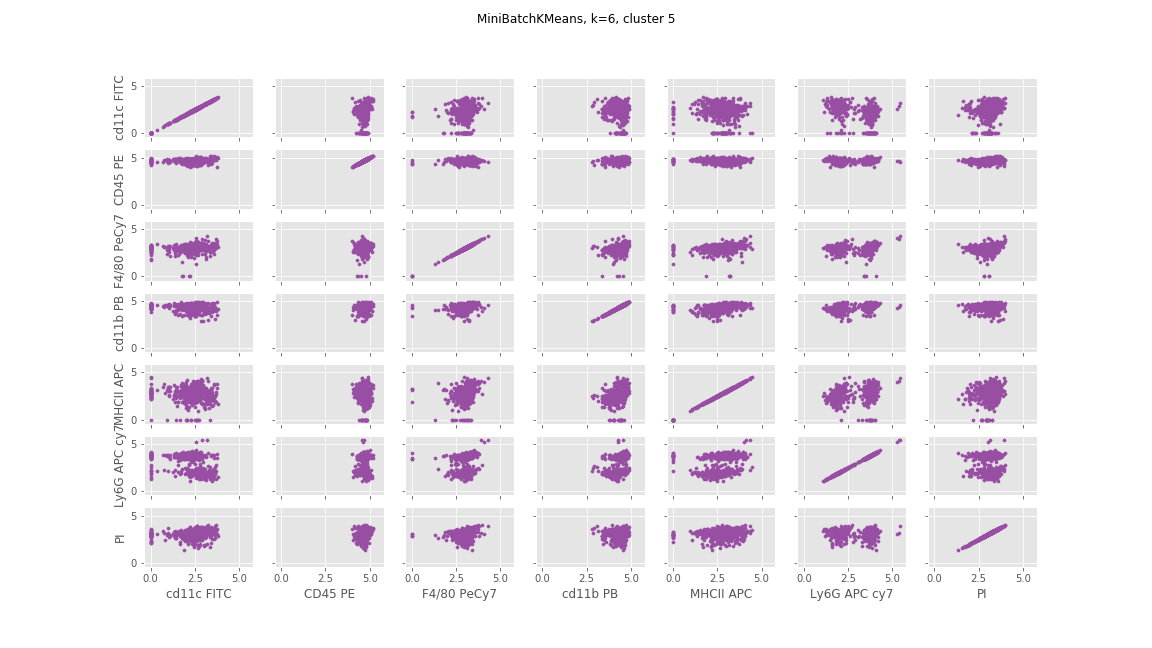 MiniBatchKMeans, k=6, cluster 5
cd11c FITC
5
0
CD45 PE
5
0
F4/80 PeCy7
5
0
cd11b PB
5
0
MHCII APC
5
0
Ly6G APC cy7
5
0
PI
5
0
0.0 2.5 5.0 0.0 2.5 5.0 0.0 2.5 5.0 0.0 2.5 5.0 0.0 2.5 5.0 0.0 2.5 5.0 0.0 2.5 5.0
cd11c FITC CD45 PE F4/80 PeCy7 cd11b PB MHCII APC Ly6G APC cy7 PI